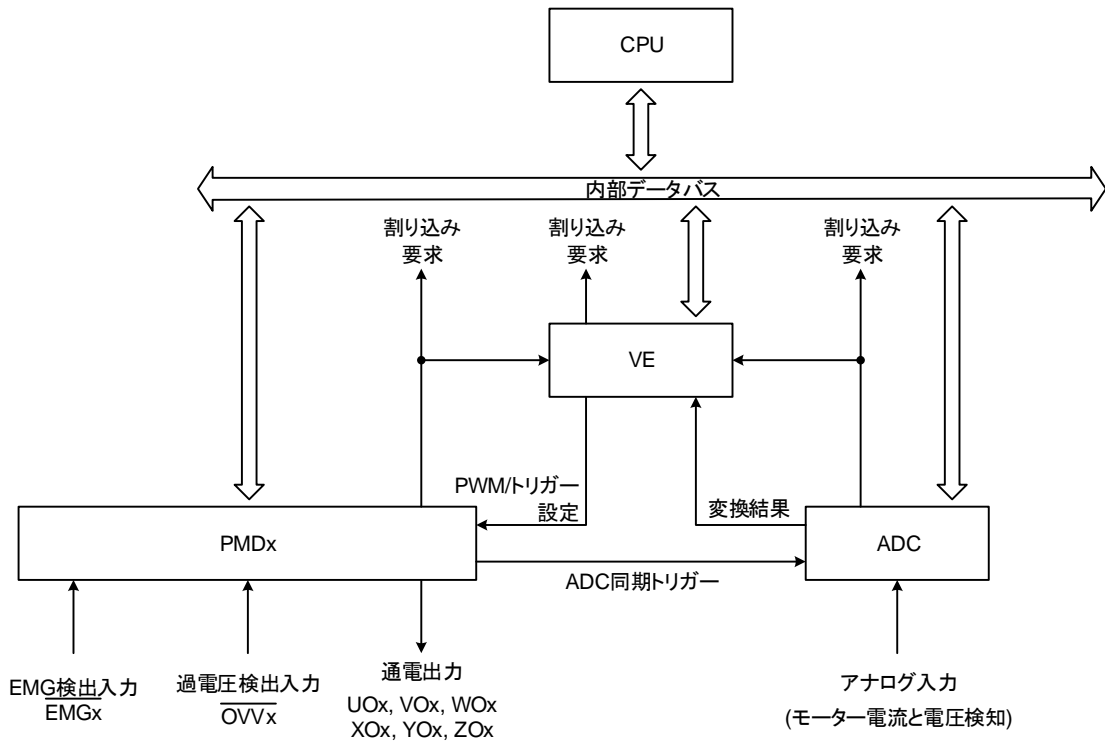 CPU
内部データバス
割り込み
要求
割り込み
要求
割り込み
要求
VE
PWM/トリガー
設定
変換結果
PMDx
ADC
ADC同期トリガー
EMG検出入力
EMGx
過電圧検出入力
OVVx
通電出力
UOx, VOx, WOx
XOx, YOx, ZOx
アナログ入力
(モーター電流と電圧検知)